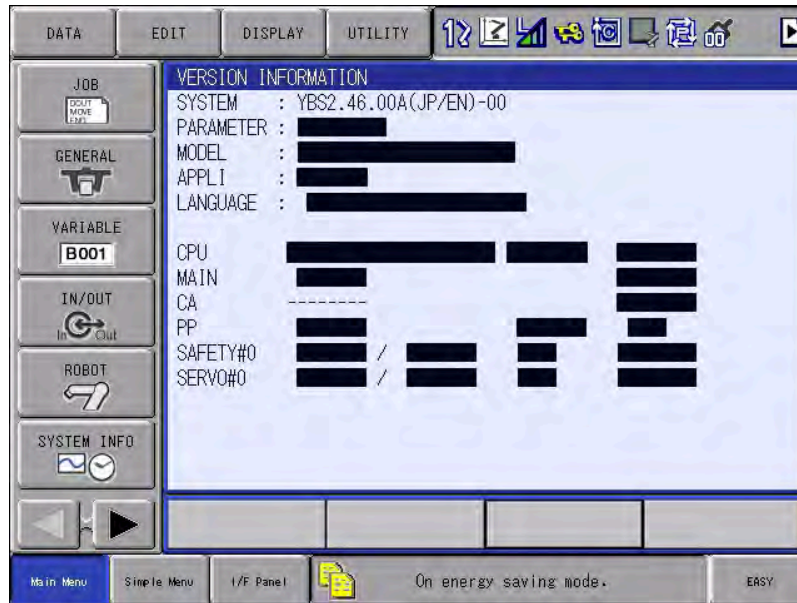 DATA EDIT DISPLAY UTILITY
JOB
DOUT
MOVE
END
GENERAL
VARIABLE
B001
IN/OUT
In Out
ROBOT
SYSTEM INFO
VERSION INFORMATION
SYSTEM : YBS2.46.00A(JP/EN)-00
PARAMETER :
MODEL :
APPLI :
LANGUAGE :
CPU
MAIN
CA --------
PP
SAFETY#0 /
SERVO#0 /
Main Menu Simple Menu I/F Panel On energy saving mode. EASY